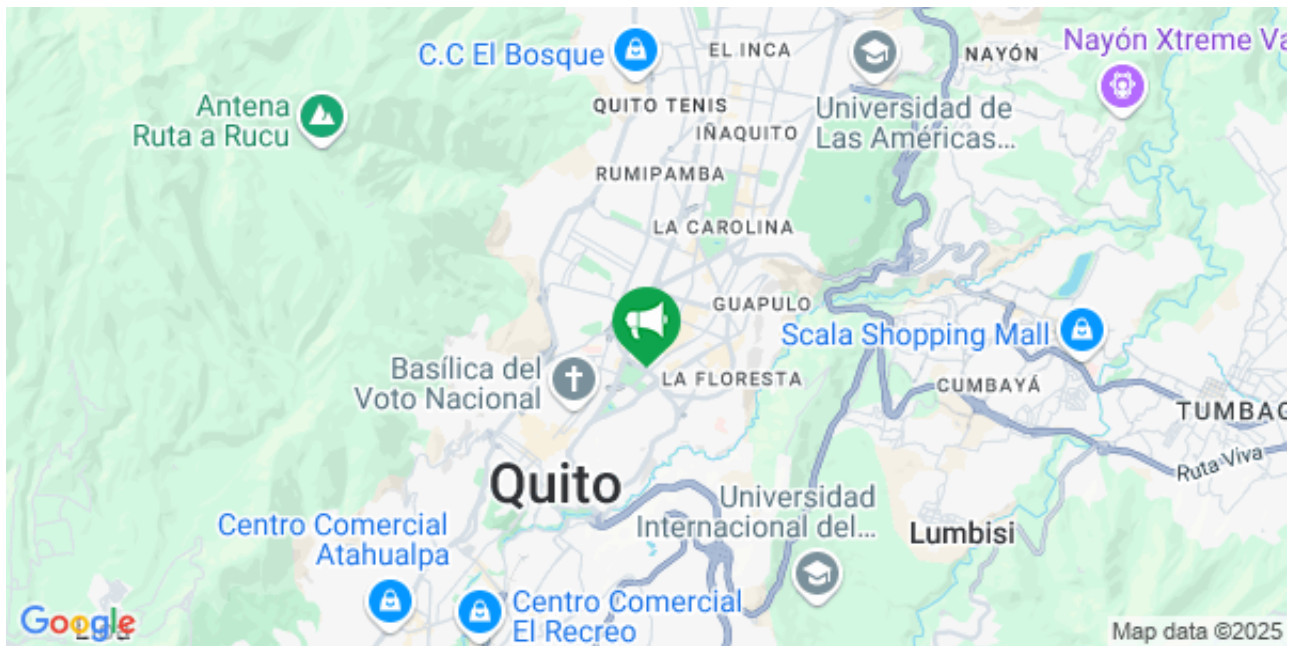 C.C El Bosque
EL INCA
NAYÓN
Nayón Xtreme Va
Antena
Ruta a Rucu
QUITO TENIS
IÑAQUITO
Universidad de
Las Américas...
RUMIPAMBA
LA CAROLINA
GUAPULO
Scala Shopping Mall
Basílica del
Voto Nacional
LA FLORESTA
CUMBAYÁ
TUMBAC
Ruta Viva
Quito
Universidad
Internacional del...
Lumbisi
Centro Comercial
Atahualpa
Centro Comercial
El Recreo
Google
Map data ©2025